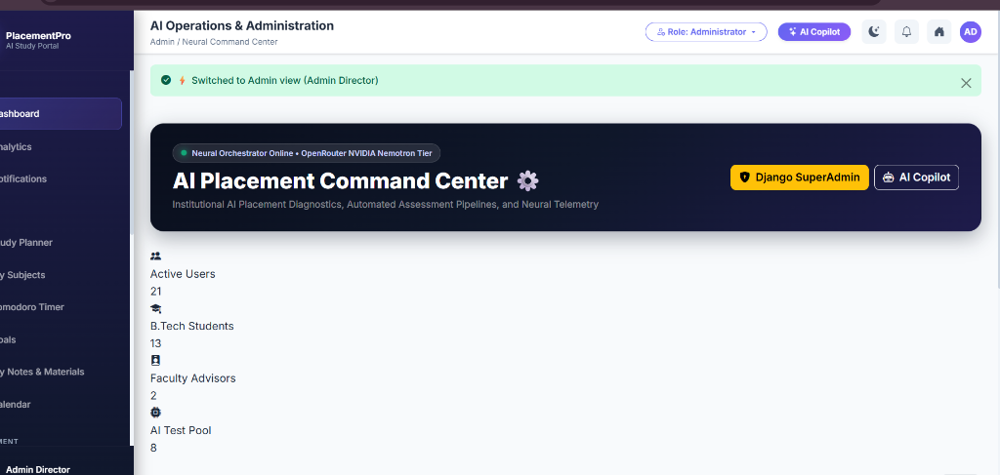 PlacementPro
AI Study Portal
ashboard
nalytics
otifications
udy Planner
y Subjects
omodoro Timer
oals
y Notes & Materials
alendar
MENT
Admin Director
AI Operations & Administration
Admin / Neural Command Center
Role: Administrator
AI Copilot
AD
Switched to Admin view (Admin Director)
Neural Orchestrator Online • OpenRouter NVIDIA Nemotron Tier
AI Placement Command Center
Institutional AI Placement Diagnostics, Automated Assessment Pipelines, and Neural Telemetry
Django SuperAdmin
AI Copilot
Active Users
21
B.Tech Students
13
Faculty Advisors
2
AI Test Pool
8